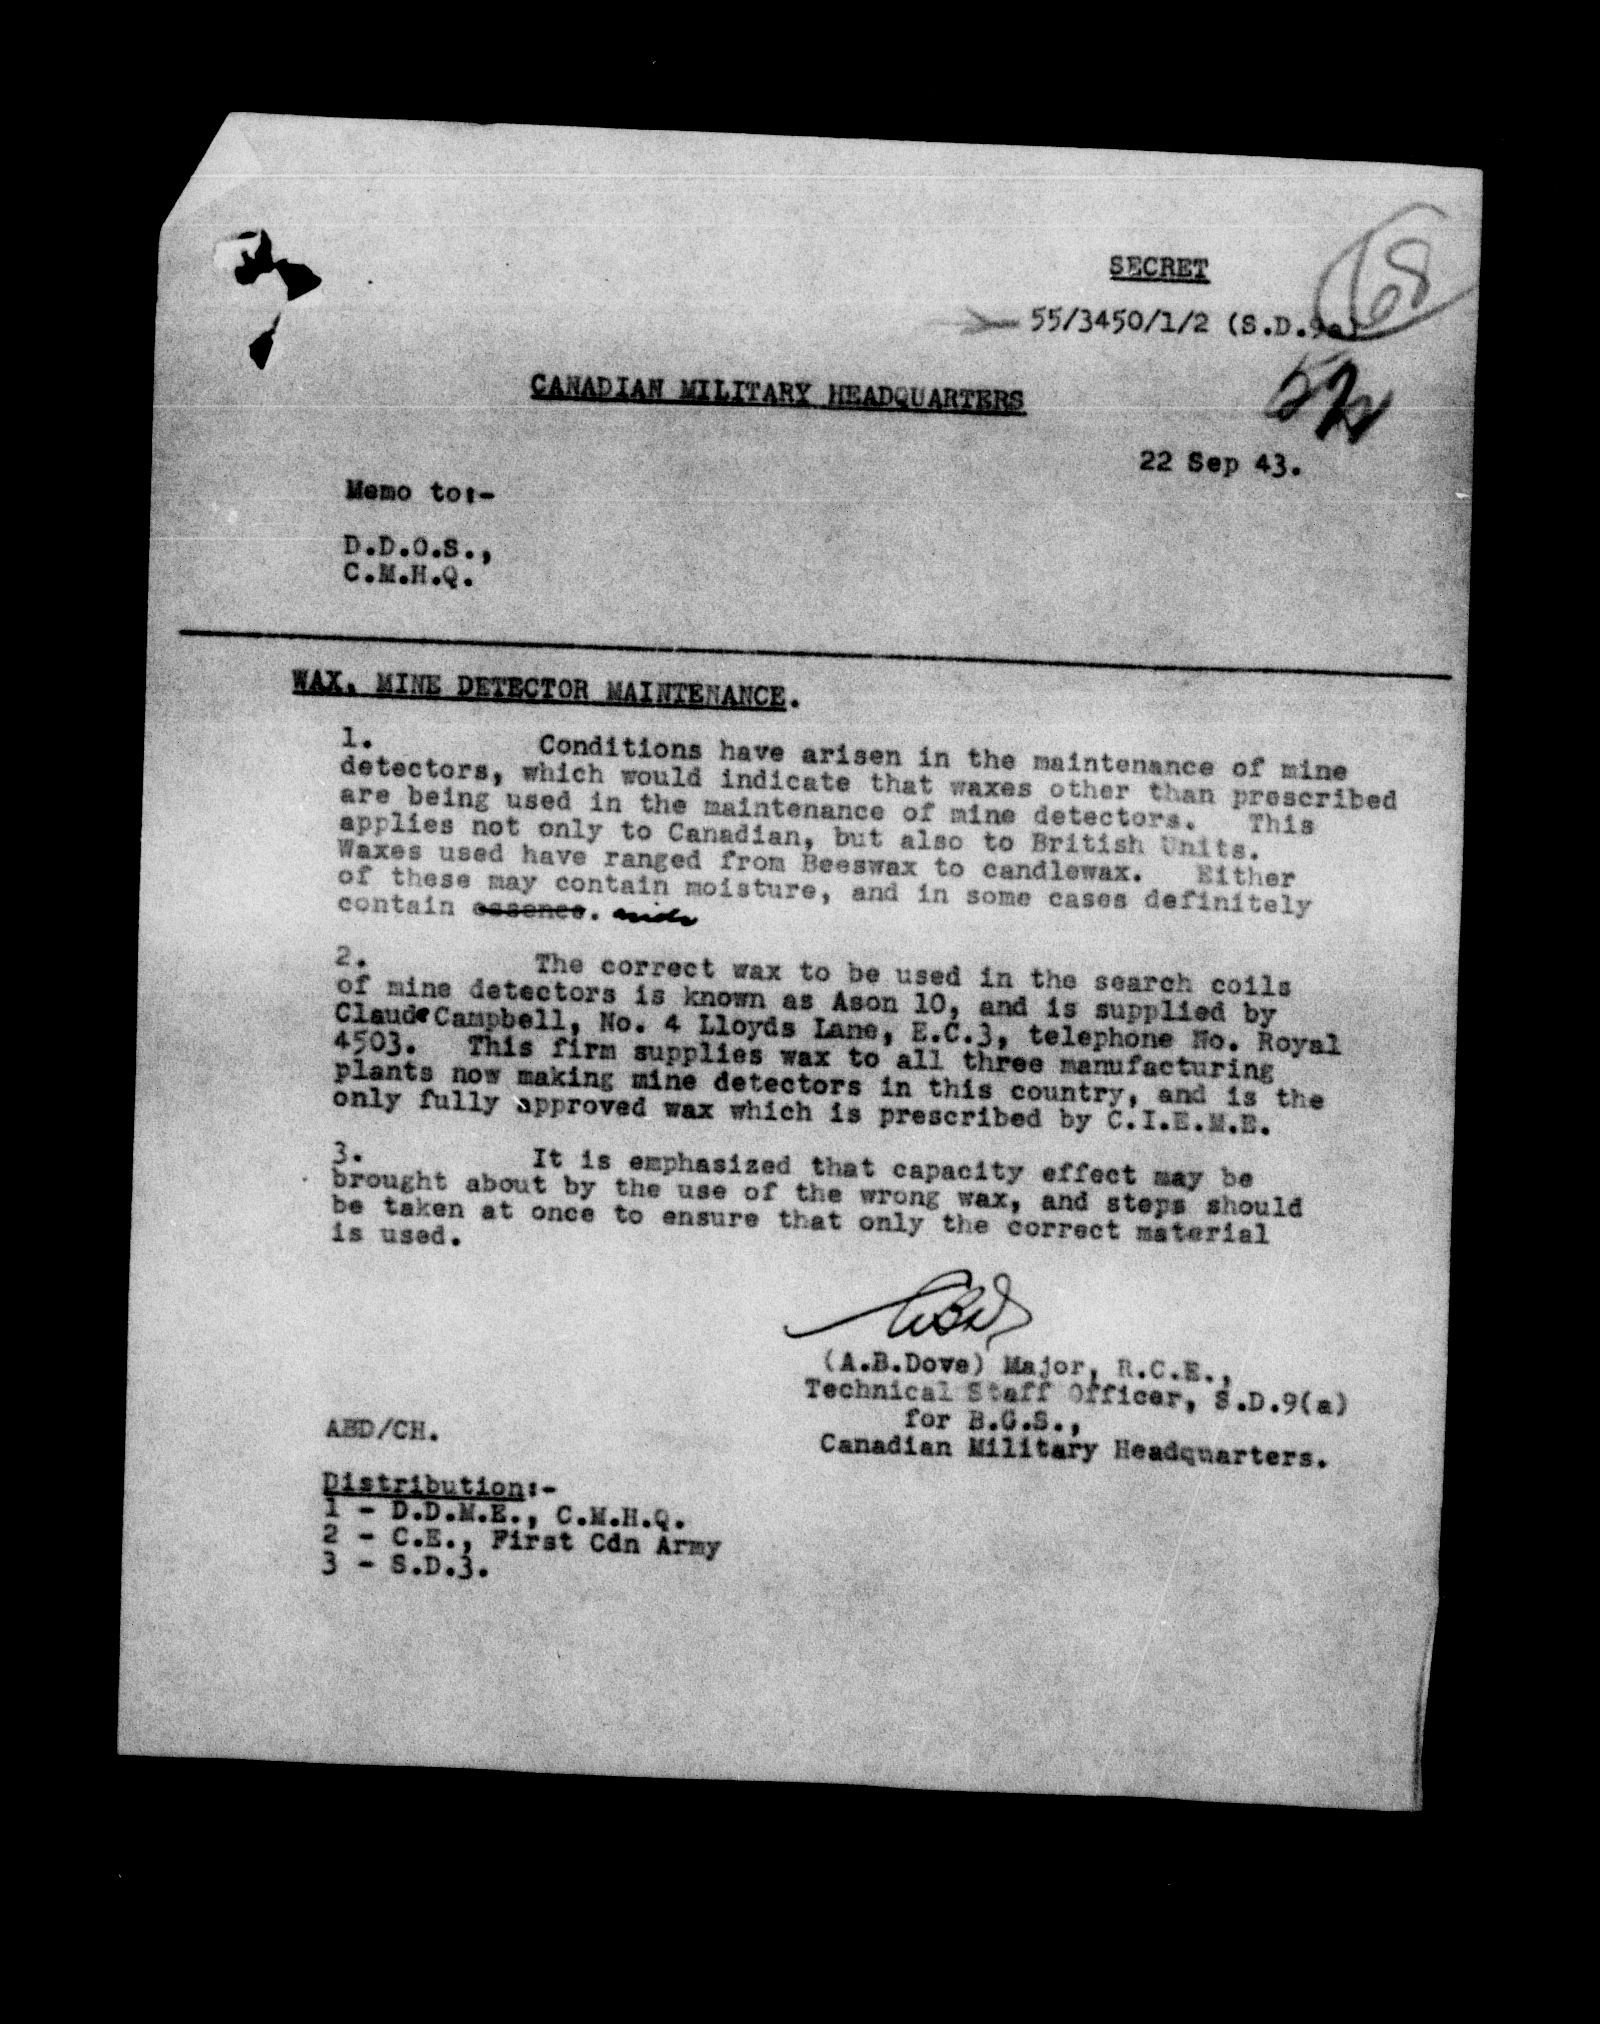 SECRET
68
55/3450/1/2 (S.D.9a)
CANADIAN MILITARY HEADQUARTERS
22 Sep 43.
Memo to:-
D.D.O.S.,
C.M.H.Q.
WAX, MINE DETECTOR MAINTENANCE.
1. Conditions have arisen in the maintenance of mine
detectors, which would indicate that waxes other than prescribed
are being used in the maintenance of mine detectors. This
applies not only to Canadian, but also to British Units.
Waxes used have ranged from Beeswax to candlewax. Either
of these may contain moisture, and in some cases definitely
contain essence. acids
2. The correct wax to be used in the search coils
of mine detectors is known as Ason 10, and is supplied by
Claude Campbell, No. 4 Lloyds Lane, E.C.3, telephone No. Royal
4503. This firm supplies wax to all three manufacturing
plants now making mine detectors in this country, and is the
only fully approved wax which is prescribed by C.I.E.M.E.
3. It is emphasized that capacity effect may be
brought about by the use of the wrong wax, and steps should
be taken at once to ensure that only the correct material
is used.
(A.B.Dove) Major, R.C.E.,
Technical Staff Officer, S.D.9(a)
for B.G.S.,
Canadian Military Headquarters.
ABD/CH.
Distribution:-
1 - D.D.M.E., C.M.H.Q.
2 - C.E., First Cdn Army
3 - S.D.3.